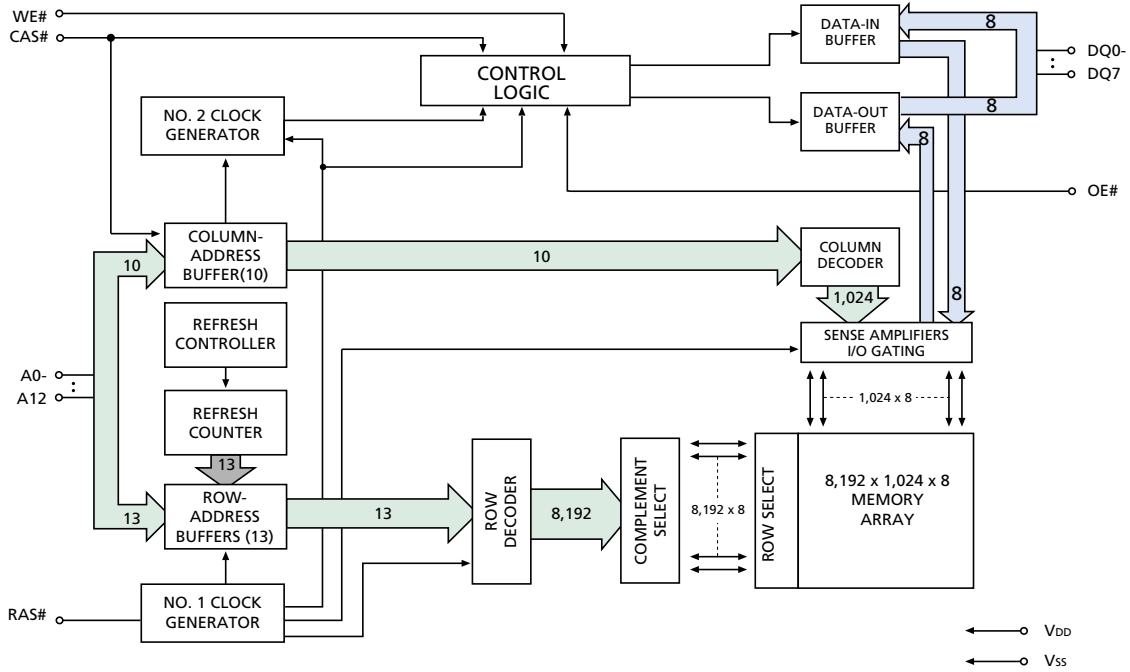 WE#
CAS#
CONTROL
LOGIC
DATA-IN
BUFFER
8
DQ0-
:
DQ7
NO. 2 CLOCK
GENERATOR
DATA-OUT
BUFFER
8
8
OE#
COLUMN-
ADDRESS
BUFFER(10)
10
10
COLUMN
DECODER
1,024
8
REFRESH
CONTROLLER
SENSE AMPLIFIERS
I/O GATING
A0-
:
A12
REFRESH
COUNTER
1,024 x 8
13
ROW-
ADDRESS
BUFFERS (13)
13
13
ROW
DECODER
8,192
COMPLEMENT
SELECT
8,192 x 8
ROW SELECT
8,192 x 1,024 x 8
MEMORY
ARRAY
RAS#
NO. 1 CLOCK
GENERATOR
VDD
VSS